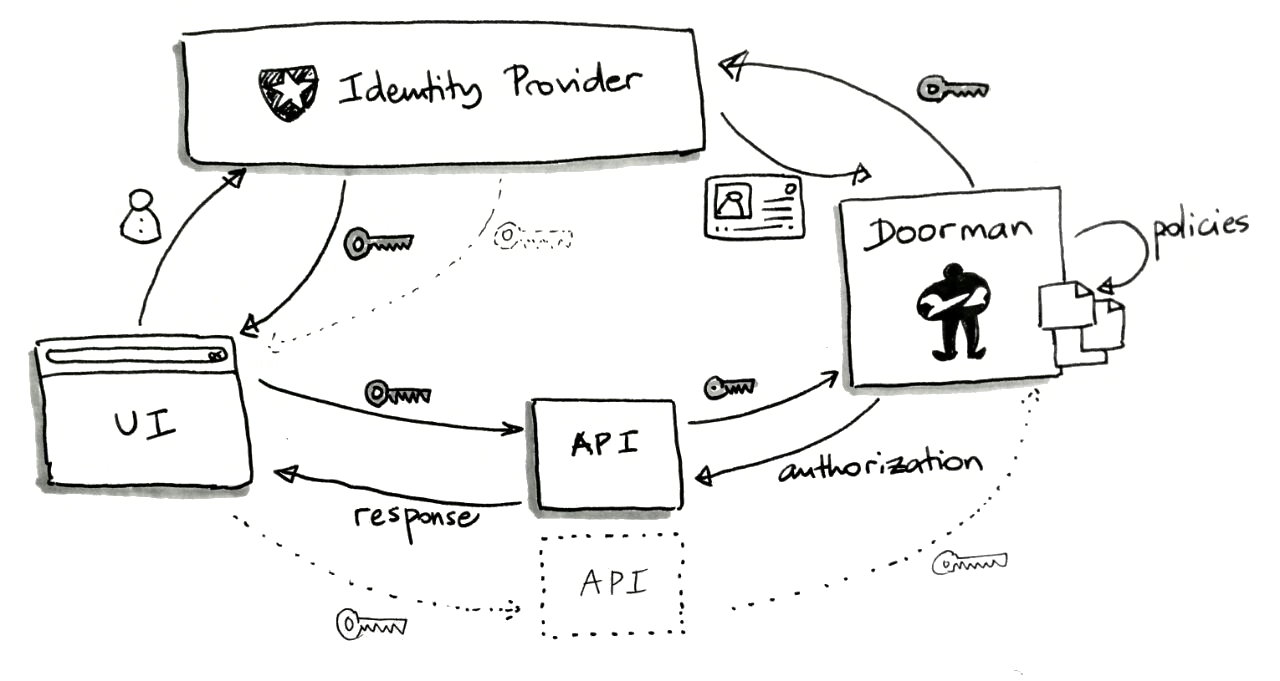 Identity Provider
Doorman
policies
UI
API
authorization
response
API